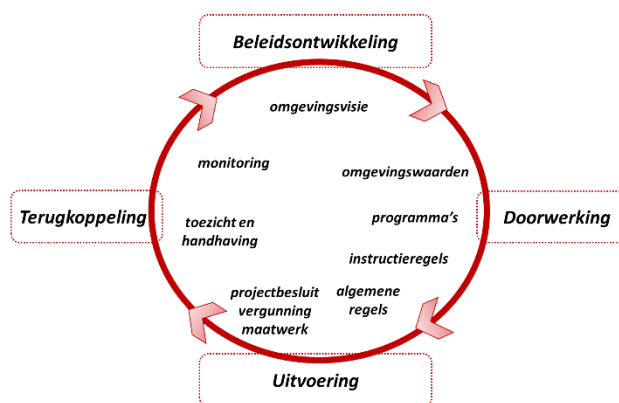 Beleidsontwikkeling
omgevingsvisie
monitoring
omgevingswaarden
Terugkoppeling
toezicht en
handhaving
programma's
Doorwerking
instructieregels
projectbesluit
vergunning
maatwerk
algemene
regels
Uitvoering